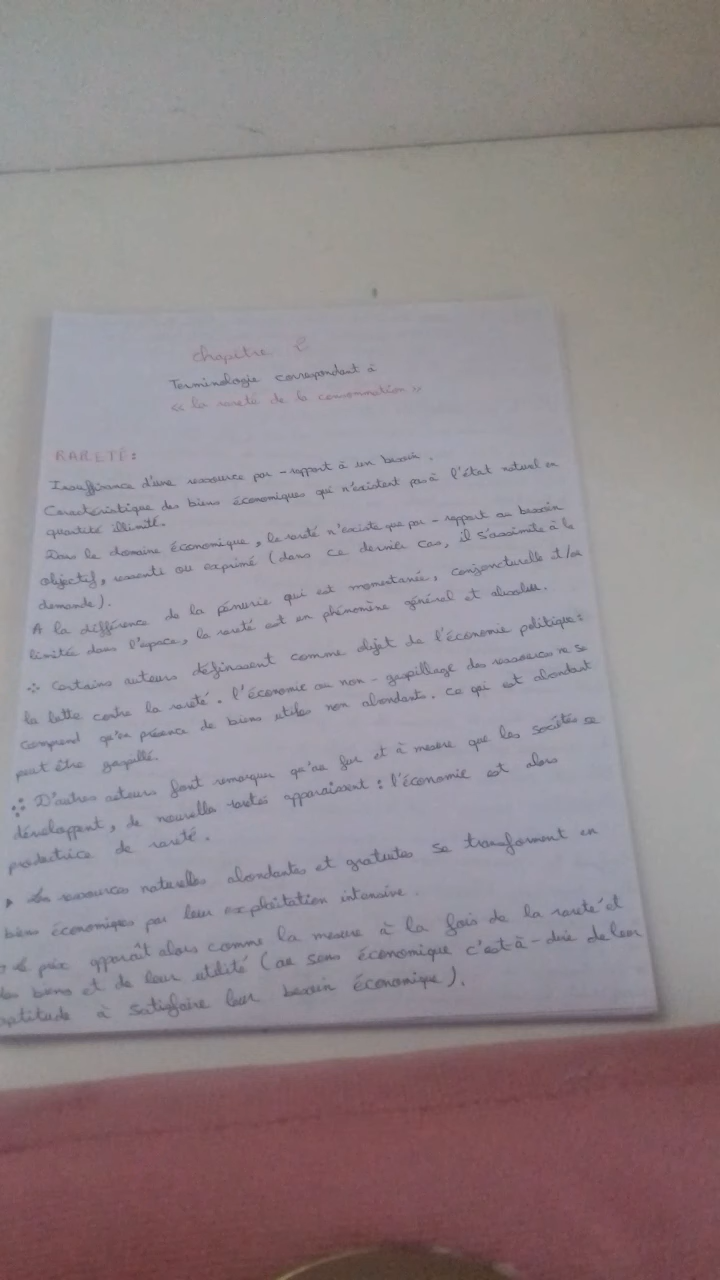 Chapitre 2
Terminologie correspondant à
« la rareté de la consommation »
RARETÉ:
Insuffisance d'une ressource par-rapport à un besoin.
Caractéristique des biens économiques qui n'existent pas à l'état naturel en
quantité illimité.
Dans le domaine économique, la rareté n'existe que par-rapport au besoin
objectif, ressenti ou exprimé (dans ce dernier cas, il s'assimile à la
demande).
A la différence de la pénurie qui est momentanée, conjoncturelle et/ou
limité dans l'espace, la rareté est un phénomène général et absolu.
Certains auteurs définissent comme objet de l'économie politique:
la lutte contre la rareté. l'économie ou non-gaspillage des ressources ne se
comprend qu'en présence de biens utiles non abondants. ce qui est abondant
peut être gaspillé.
D'autres auteurs font remarquer qu'au fur et à mesure que les sociétés se
développent, de nouvelles raretés apparaissent : l'économie est alors
productrice de rareté.
Les ressources naturelles abondantes et gratuites se transforment en
biens économiques par leur exploitation intensive.
Le prix apparaît alors comme la mesure à la fois de la rareté et
des biens et de leur utilité (au sens économique c'est-à-dire de leur
aptitude à satisfaire leur besoin économique).